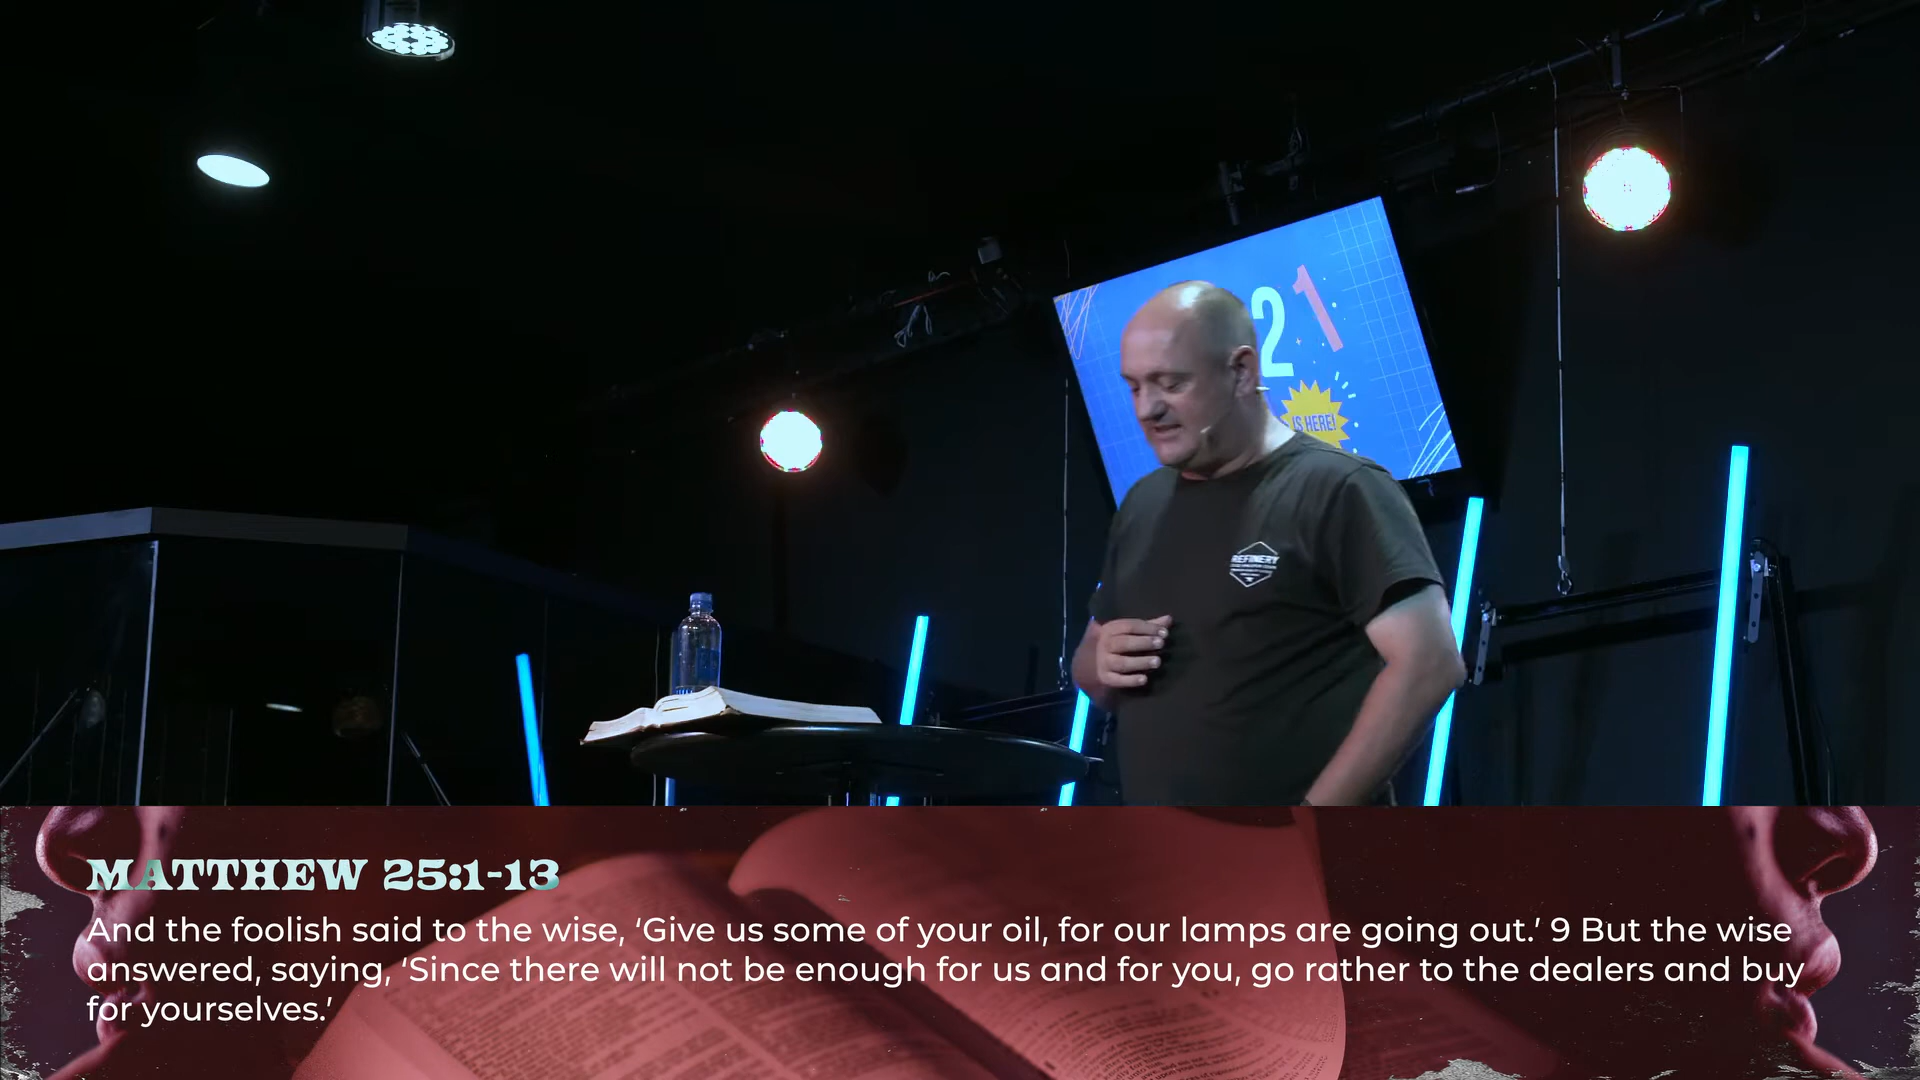 21
IS HERE!
REFINERY
MATTHEW 25:1-13
And the foolish said to the wise, ‘Give us some of your oil, for our lamps are going out.’ 9 But the wise
answered, saying, ‘Since there will not be enough for us and for you, go rather to the dealers and buy
for yourselves.’